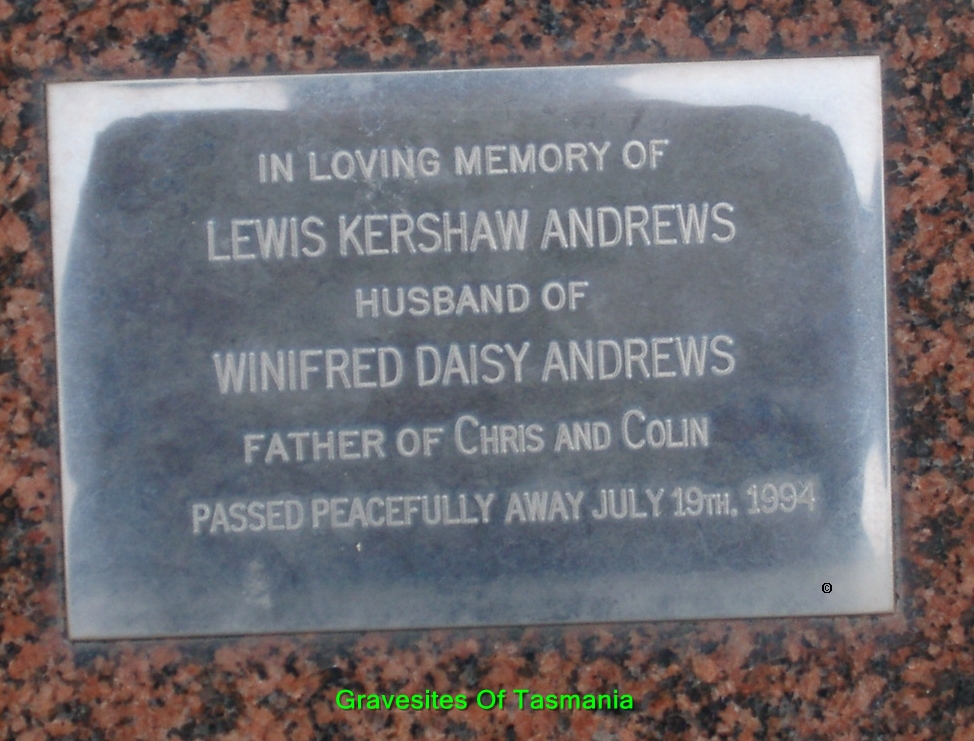 IN LOVING MEMORY OF
LEWIS KERSHAW ANDREWS
HUSBAND OF
WINIFRED DAISY ANDREWS
FATHER OF CHRIS AND COLIN
PASSED PEACEFULLY AWAY JULY 19TH, 1994
©
Gravesites Of Tasmania